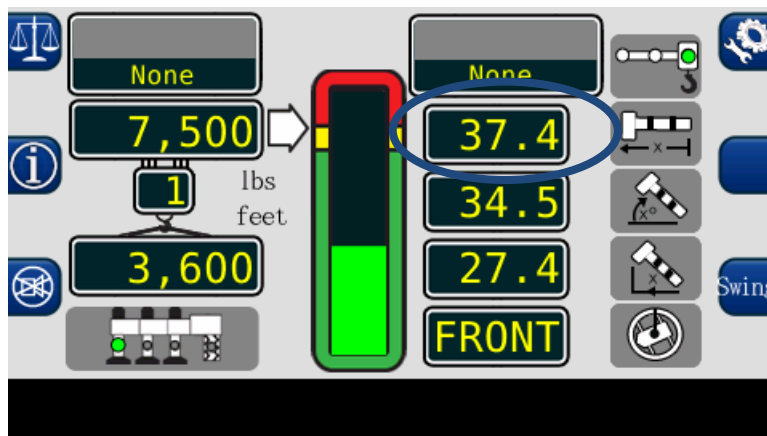 None
7,500
1
lbs
feet
3,600
None
37.4
34.5
27.4
FRONT
x
x°
x
i
Swing